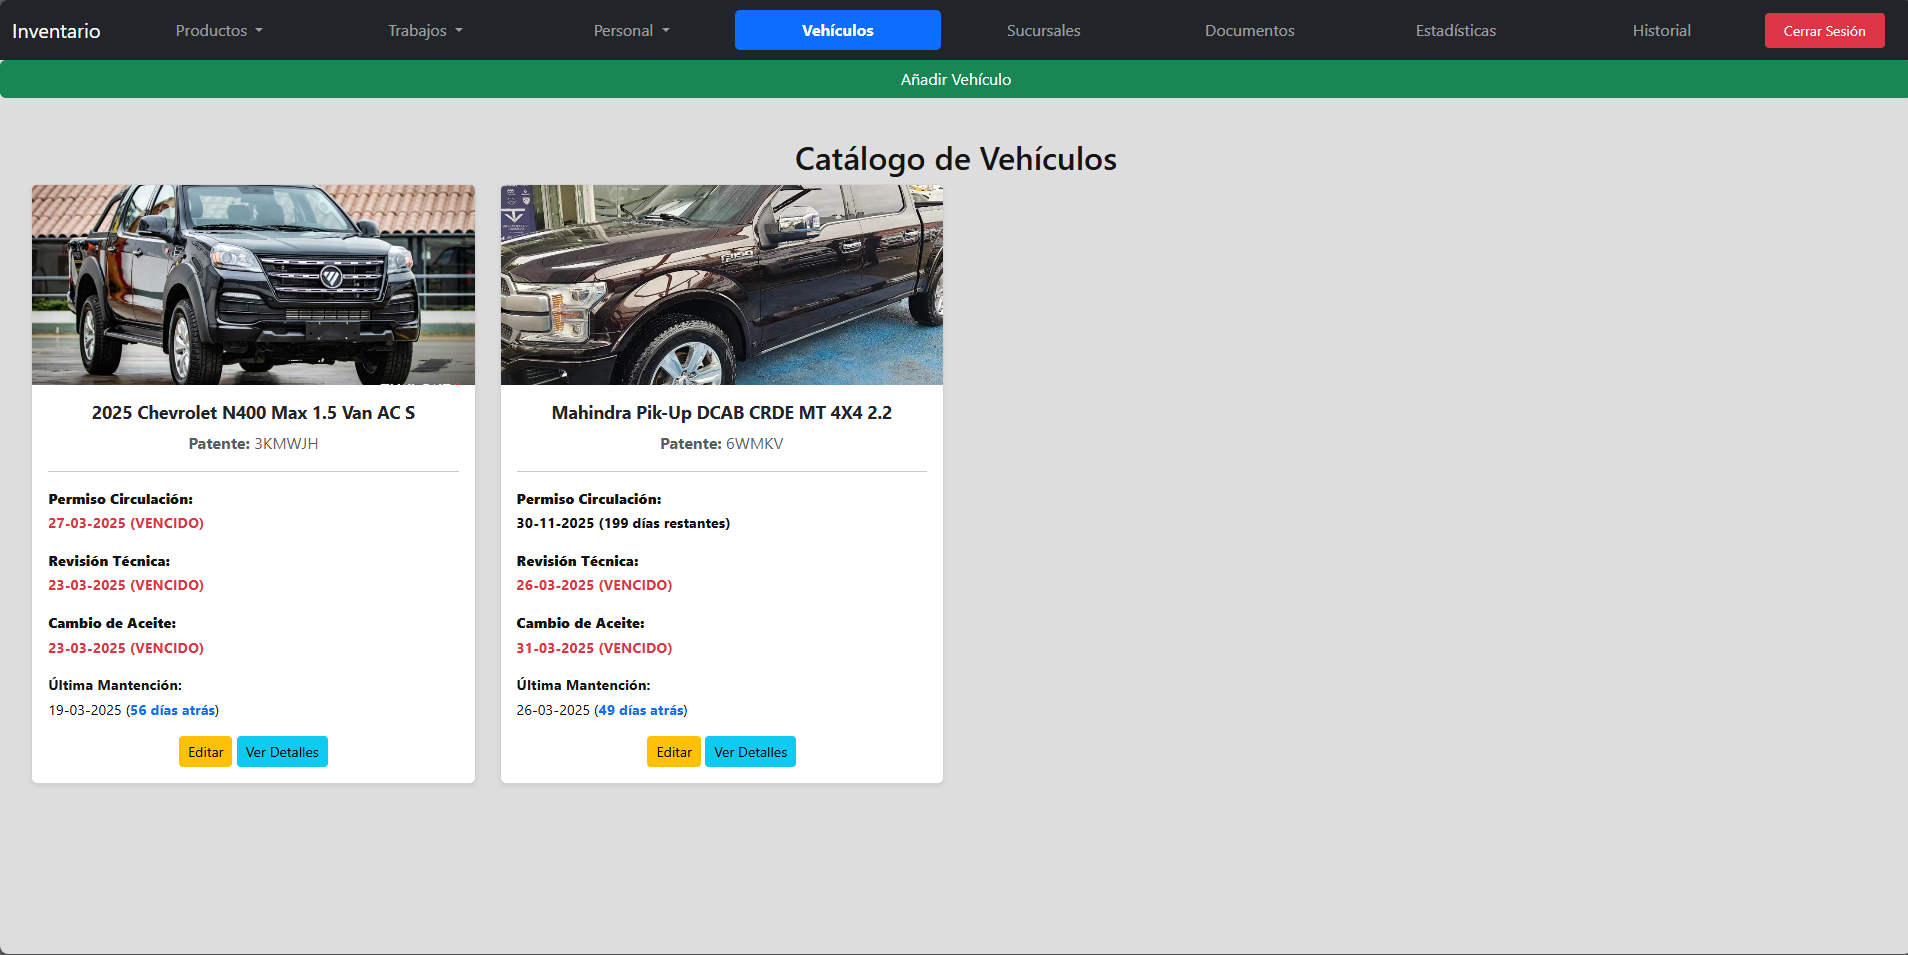 Inventario Productos Trabajos Personal Vehículos Sucursales Documentos Estadísticas Historial Cerrar Sesión
Añadir Vehículo
Catálogo de Vehículos
F150
2025 Chevrolet N400 Max 1.5 Van AC S
Patente: 3KMWJH
Permiso Circulación:
27-03-2025 (VENCIDO)
Revisión Técnica:
23-03-2025 (VENCIDO)
Cambio de Aceite:
23-03-2025 (VENCIDO)
Última Mantención:
19-03-2025 (56 días atrás)
Editar Ver Detalles
Mahindra Pik-Up DCAB CRDE MT 4X4 2.2
Patente: 6WMKV
Permiso Circulación:
30-11-2025 (199 días restantes)
Revisión Técnica:
26-03-2025 (VENCIDO)
Cambio de Aceite:
31-03-2025 (VENCIDO)
Última Mantención:
26-03-2025 (49 días atrás)
Editar Ver Detalles